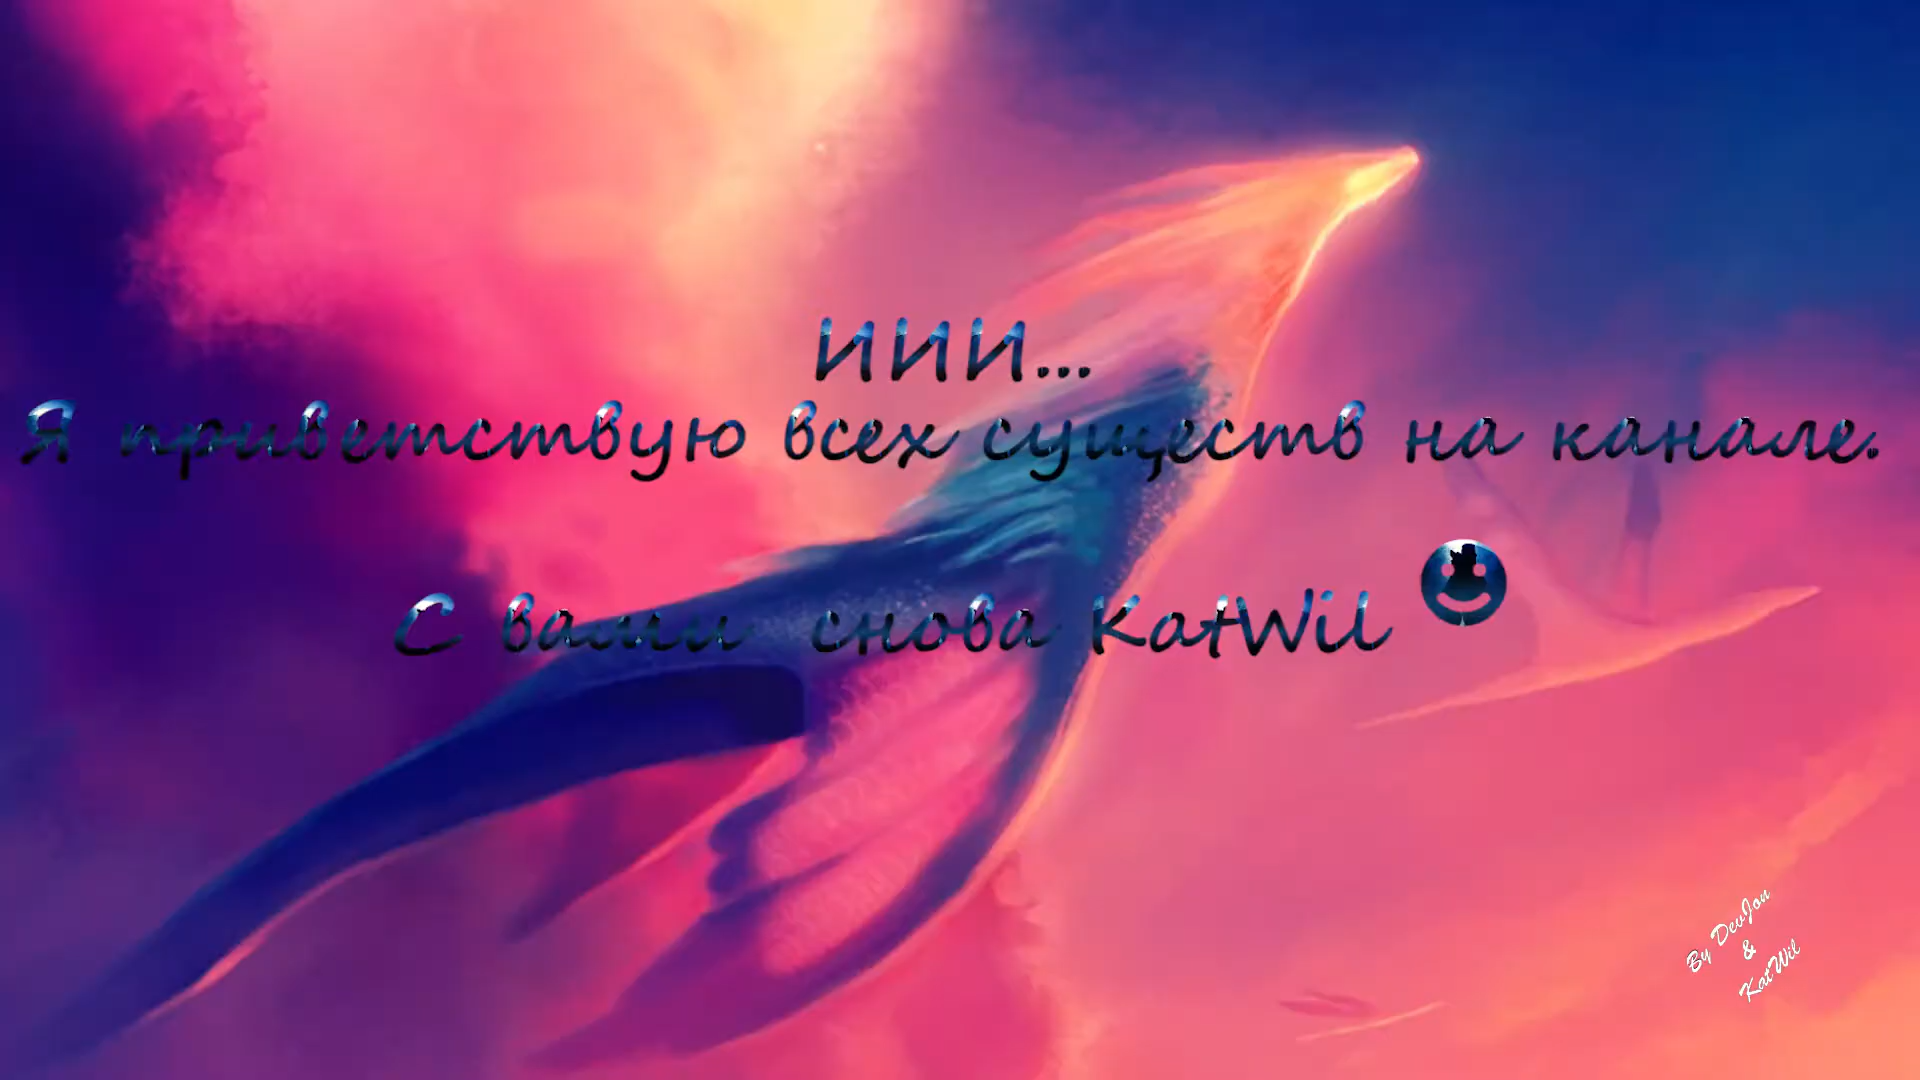 ИИИ...
Я приветствую всех существ на канале.
С вами снова KatWil
By DevJon
&
KatWil